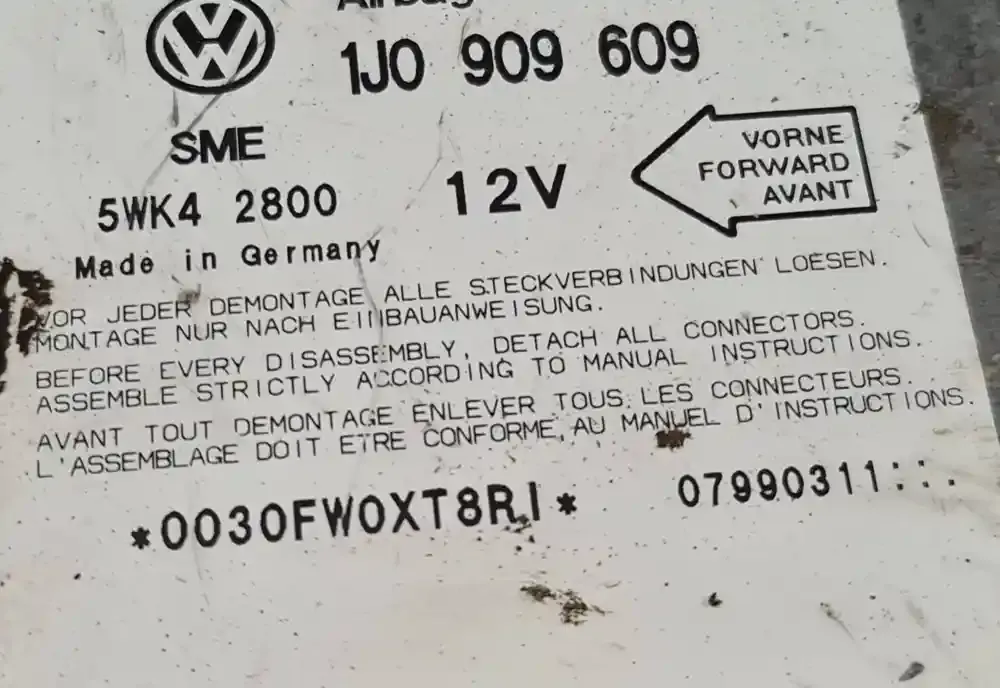 Airbag
1J0 909 609
SME
VORNE
FORWARD
AVANT
5WK4 2800
12V
Made in Germany
VOR JEDER DEMONTAGE ALLE STECKVERBINDUNGEN LOESEN.
MONTAGE NUR NACH EINBAUANWEISUNG.
BEFORE EVERY DISASSEMBLY, DETACH ALL CONNECTORS.
ASSEMBLE STRICTLY ACCORDING TO MANUAL INSTRUCTIONS.
AVANT TOUT DEMONTAGE ENLEVER TOUS LES CONNECTEURS.
L'ASSEMBLAGE DOIT ETRE CONFORME AU MANUEL D'INSTRUCTIONS.
*0030FW0XT8RI*
07990311:::